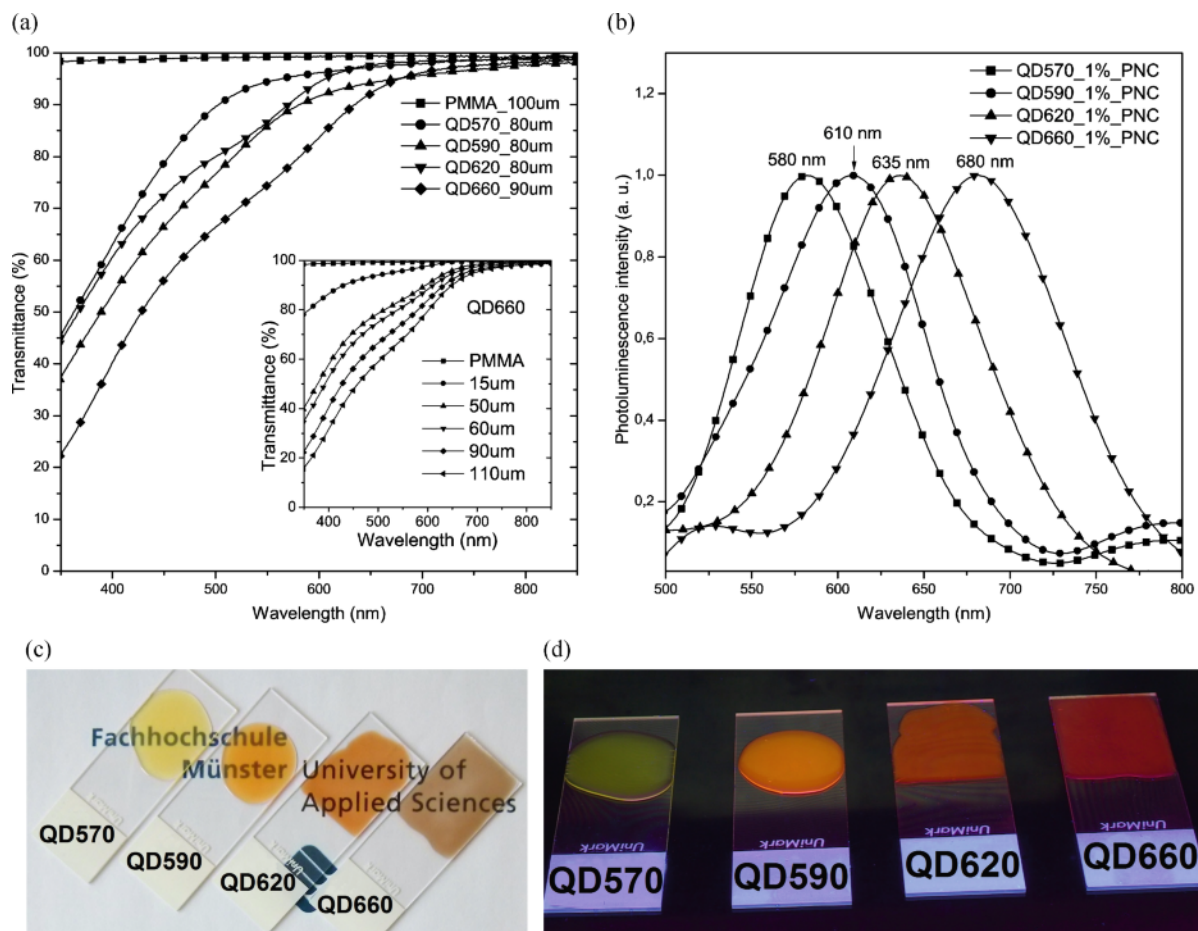 (a)
100
90
80
70
60
50
40
30
20
10
0
Transmittance (%)
400 500 600 700 800
Wavelength (nm)
PMMA_100um
QD570_80um
QD590_80um
QD620_80um
QD660_90um
100
80
60
40
20
0
Transmittance (%)
400 500 600 700 800
Wavelength (nm)
QD660
PMMA
15um
50um
60um
90um
110um
(b)
1,2
1,0
0,8
0,6
0,4
0,2
Photoluminescence intensity (a. u.)
500 550 600 650 700 750 800
Wavelength (nm)
QD570_1%_PNC
QD590_1%_PNC
QD620_1%_PNC
QD660_1%_PNC
580 nm
610 nm
635 nm
680 nm
(c)
Fachhochschule
Münster University of
Applied Sciences
QD570
QD590
QD620
QD660
(d)
UniMark
UniMark
UniMark
UniMark
QD570
QD590
QD620
QD660